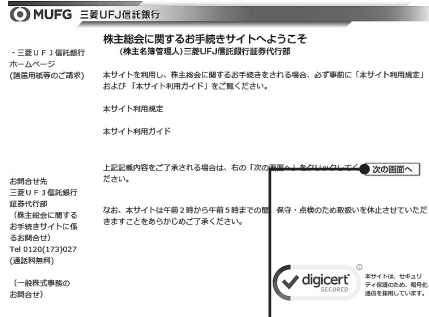 MUFG 三菱UFJ信託銀行
株主総会に関するお手続きサイトへようこそ
(株主名簿管理人)三菱UFJ信託銀行証券代行部
・三菱ＵＦＪ信託銀行
ホームページ
(諸届用紙等のご請求)
本サイトを利用し、株主総会に関するお手続きをされる場合、必ず事前に「本サイト利用規定」
および 「本サイト利用ガイド」をご覧ください。
本サイト利用規定
本サイト利用ガイド
上記記載内容をご了承される場合は、右の「次の画面へ」をクリックしてく
ださい。
次の画面へ
なお、本サイトは午前２時から午前５時までの間、保守・点検のため取扱いを休止させていただ
きますことをあらかじめご了承ください。
お問合せ先
三菱ＵＦＪ信託銀行
証券代行部
(株主総会に関する
お手続きサイトに係
るお問合せ)
Tel 0120(173)027
(通話料無料)
(一般株式事務の
お問合せ)
digicert
SECURED
本サイトは、セキュリ
ティ保護のため、暗号化
通信を採用しています。